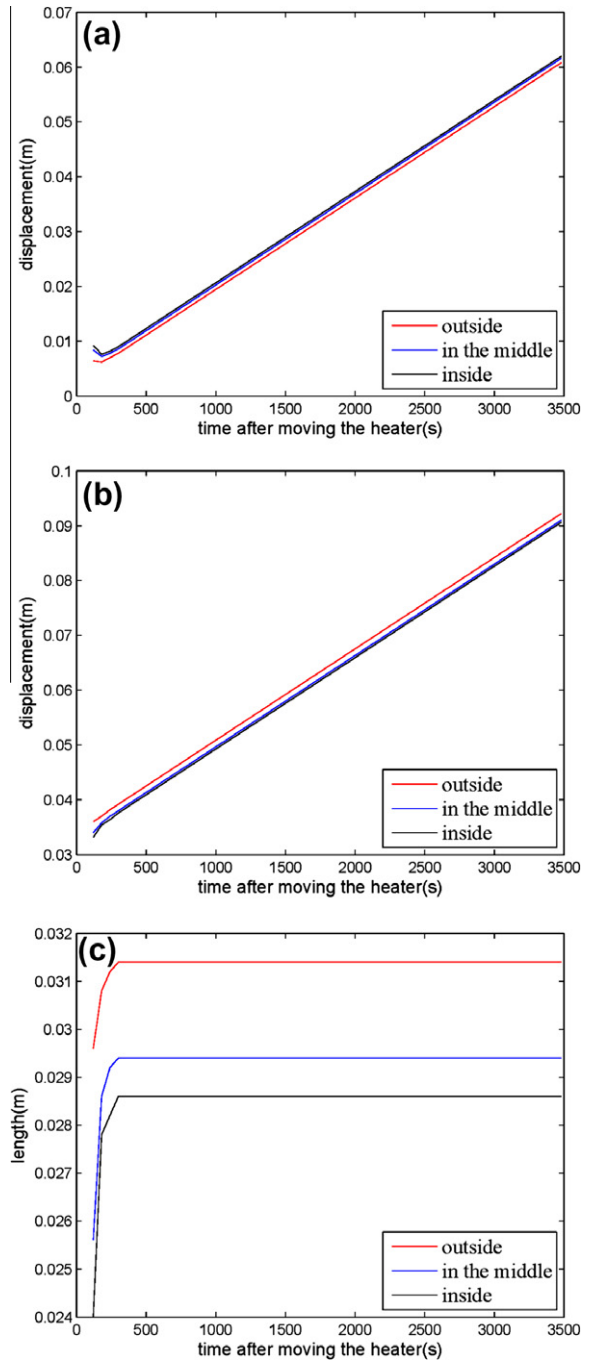 (a)
0.07
0.06
0.05
0.04
0.03
0.02
0.01
0
displacement(m)
outside
in the middle
inside
0 500 1000 1500 2000 2500 3000 3500
time after moving the heater(s)
(b)
0.1
0.09
0.08
0.07
0.06
0.05
0.04
0.03
displacement(m)
outside
in the middle
inside
0 500 1000 1500 2000 2500 3000 3500
time after moving the heater(s)
(c)
0.032
0.031
0.03
0.029
0.028
0.027
0.026
0.025
0.024
length(m)
outside
in the middle
inside
0 500 1000 1500 2000 2500 3000 3500
time after moving the heater(s)